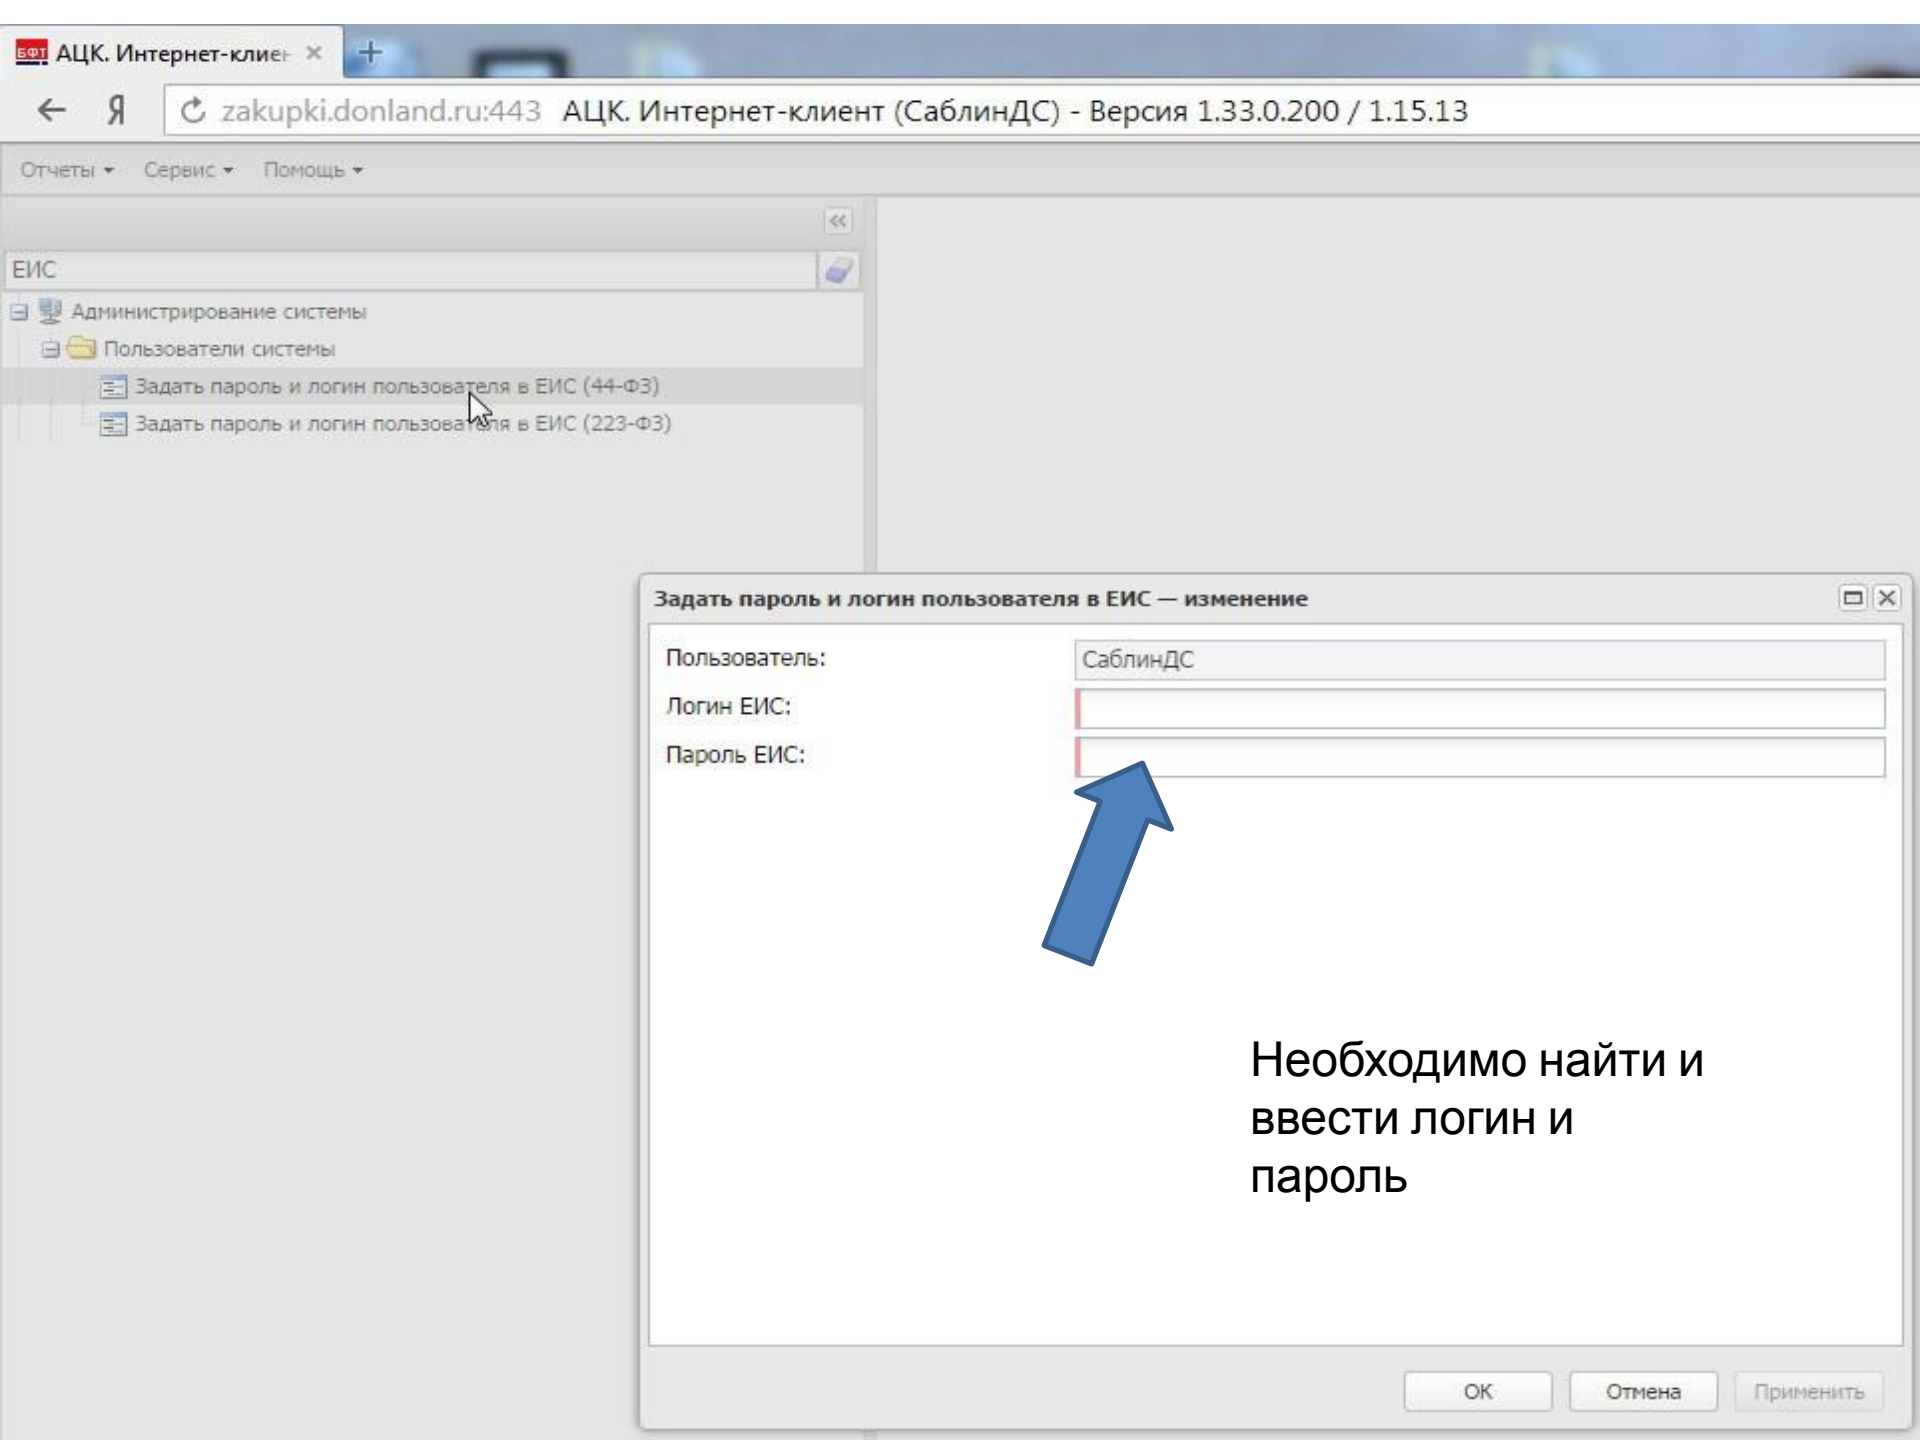 БФТ АЦК. Интернет-клиен
Я zakupki.donland.ru:443 АЦК. Интернет-клиент (СаблинДС) - Версия 1.33.0.200 / 1.15.13
Отчеты Сервис Помощь
ЕИС
Администрирование системы
Пользователи системы
Задать пароль и логин пользователя в ЕИС (44-ФЗ)
Задать пароль и логин пользователя в ЕИС (223-ФЗ)
Задать пароль и логин пользователя в ЕИС — изменение
Пользователь: СаблинДС
Логин ЕИС:
Пароль ЕИС:
Необходимо найти и
ввести логин и
пароль
ОК Отмена Применить